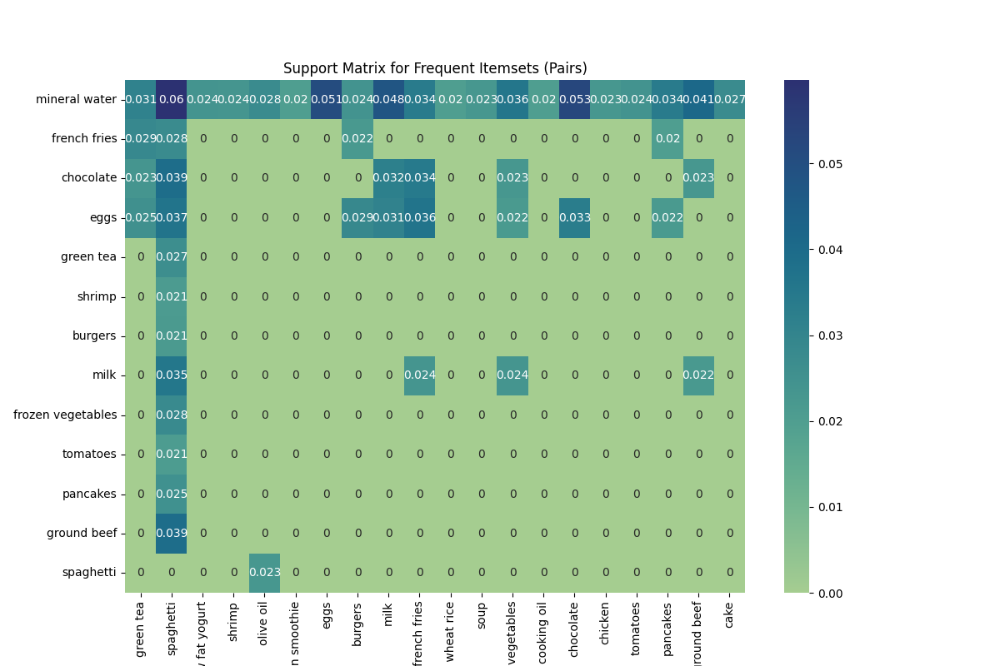 Support Matrix for Frequent Itemsets (Pairs)
mineral water 0.031 0.06 0.024 0.024 0.028 0.02 0.051 0.024 0.048 0.034 0.02 0.023 0.036 0.02 0.053 0.023 0.024 0.034 0.041 0.027
french fries 0.029 0.028 0 0 0 0 0 0.022 0 0 0 0 0 0 0 0 0 0.02 0 0
chocolate 0.023 0.039 0 0 0 0 0 0 0.032 0.034 0 0 0.023 0 0 0 0 0 0.023 0
eggs 0.025 0.037 0 0 0 0 0 0.029 0.031 0.036 0 0 0.022 0 0.033 0 0 0.022 0 0
green tea 0 0.027 0 0 0 0 0 0 0 0 0 0 0 0 0 0 0 0 0 0
shrimp 0 0.021 0 0 0 0 0 0 0 0 0 0 0 0 0 0 0 0 0 0
burgers 0 0.021 0 0 0 0 0 0 0 0 0 0 0 0 0 0 0 0 0 0
milk 0 0.035 0 0 0 0 0 0 0 0.024 0 0 0.024 0 0 0 0 0 0.022 0
frozen vegetables 0 0.028 0 0 0 0 0 0 0 0 0 0 0 0 0 0 0 0 0 0
tomatoes 0 0.021 0 0 0 0 0 0 0 0 0 0 0 0 0 0 0 0 0 0
pancakes 0 0.025 0 0 0 0 0 0 0 0 0 0 0 0 0 0 0 0 0 0
ground beef 0 0.039 0 0 0 0 0 0 0 0 0 0 0 0 0 0 0 0 0 0
spaghetti 0 0 0 0 0.023 0 0 0 0 0 0 0 0 0 0 0 0 0 0 0
green tea
spaghetti
fat yogurt
shrimp
olive oil
smoothie
eggs
burgers
milk
french fries
wheat rice
soup
vegetables
cooking oil
chocolate
chicken
tomatoes
pancakes
ground beef
cake
0.05
0.04
0.03
0.02
0.01
0.00